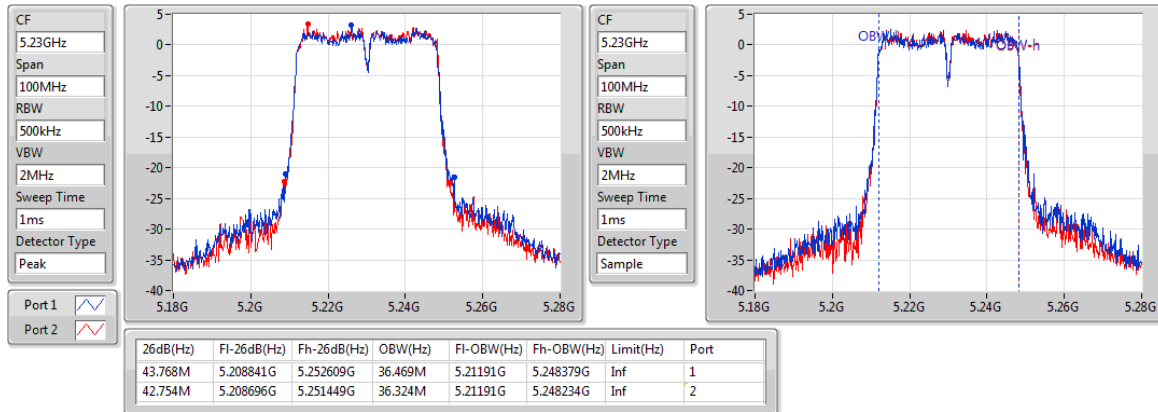 CF
5.23GHz
Span
100MHz
RBW
500kHz
VBW
2MHz
Sweep Time
1ms
Detector Type
Peak
Port 1
Port 2
5
0
-5
-10
-15
-20
-25
-30
-35
-40
5.18G 5.2G 5.22G 5.24G 5.26G 5.28G
CF
5.23GHz
Span
100MHz
RBW
500kHz
VBW
2MHz
Sweep Time
1ms
Detector Type
Sample
5
0
-5
-10
-15
-20
-25
-30
-35
-40
OBW-h
5.18G 5.2G 5.22G 5.24G 5.26G 5.28G
26dB(Hz) Fl-26dB(Hz) Fh-26dB(Hz) OBW(Hz) Fl-OBW(Hz) Fh-OBW(Hz) Limit(Hz) Port
43.768M 5.208841G 5.252609G 36.469M 5.21191G 5.248379G Inf 1
42.754M 5.208696G 5.251449G 36.324M 5.21191G 5.248234G Inf 2